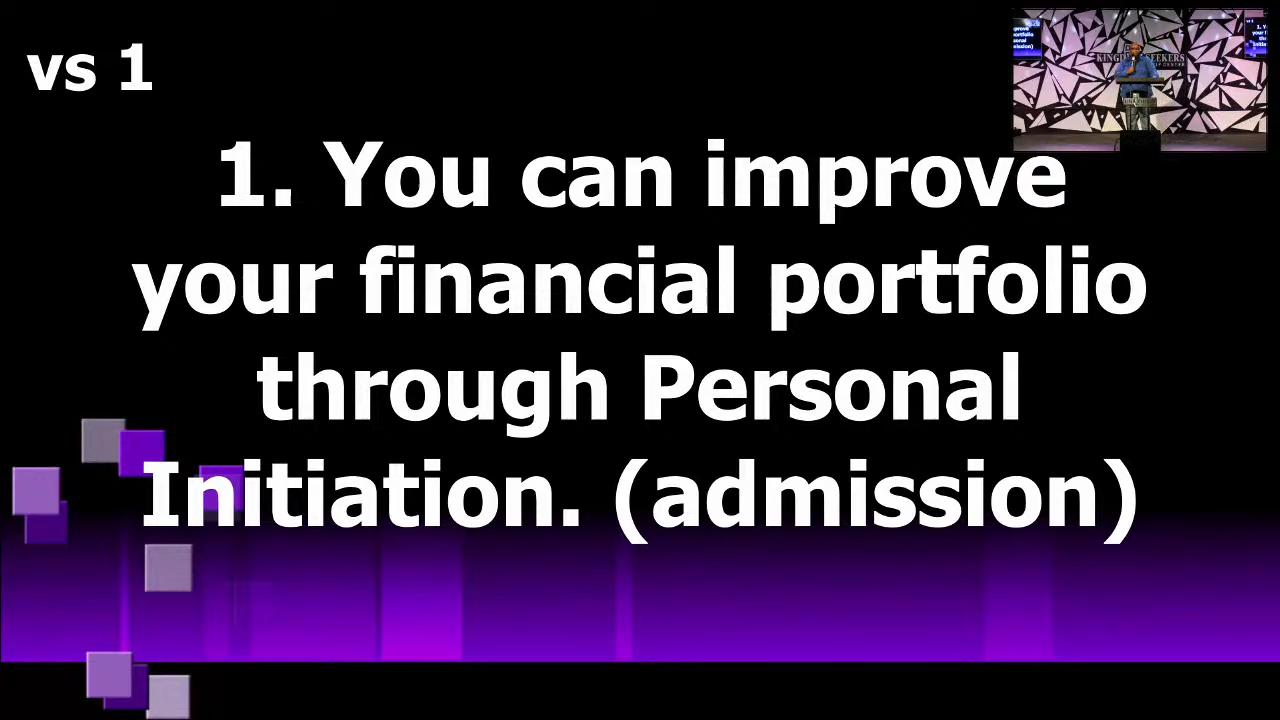 vs 1
1. You can improve
your financial portfolio
through Personal
Initiation. (admission)